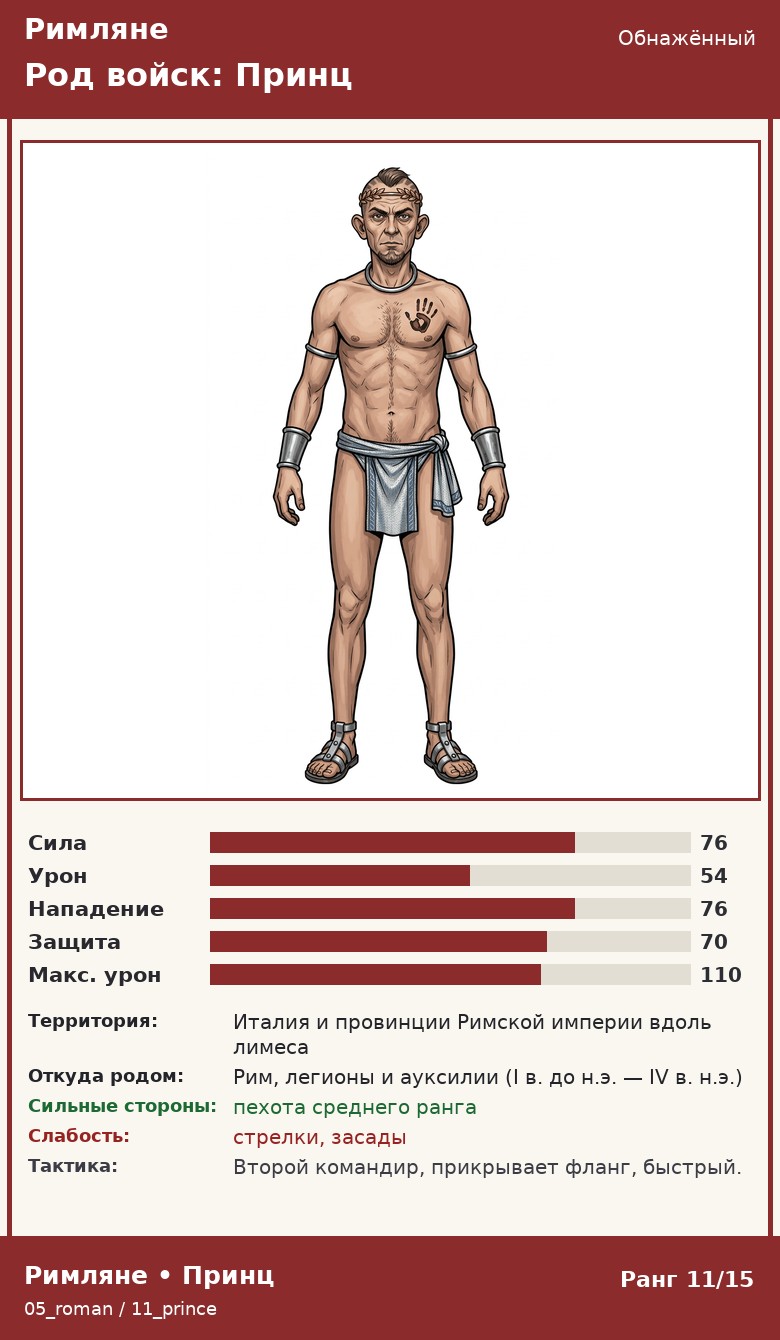 Римляне
Обнажённый
Род войск: Принц
Сила 76
Урон 54
Нападение 76
Защита 70
Макс. урон 110
Территория: Италия и провинции Римской империи вдоль
лимеса
Откуда родом: Рим, легионы и ауксилии (I в. до н.э. — IV в. н.э.)
Сильные стороны: пехота среднего ранга
Слабость: стрелки, засады
Тактика: Второй командир, прикрывает фланг, быстрый.
Римляне • Принц
Ранг 11/15
05_roman / 11_prince